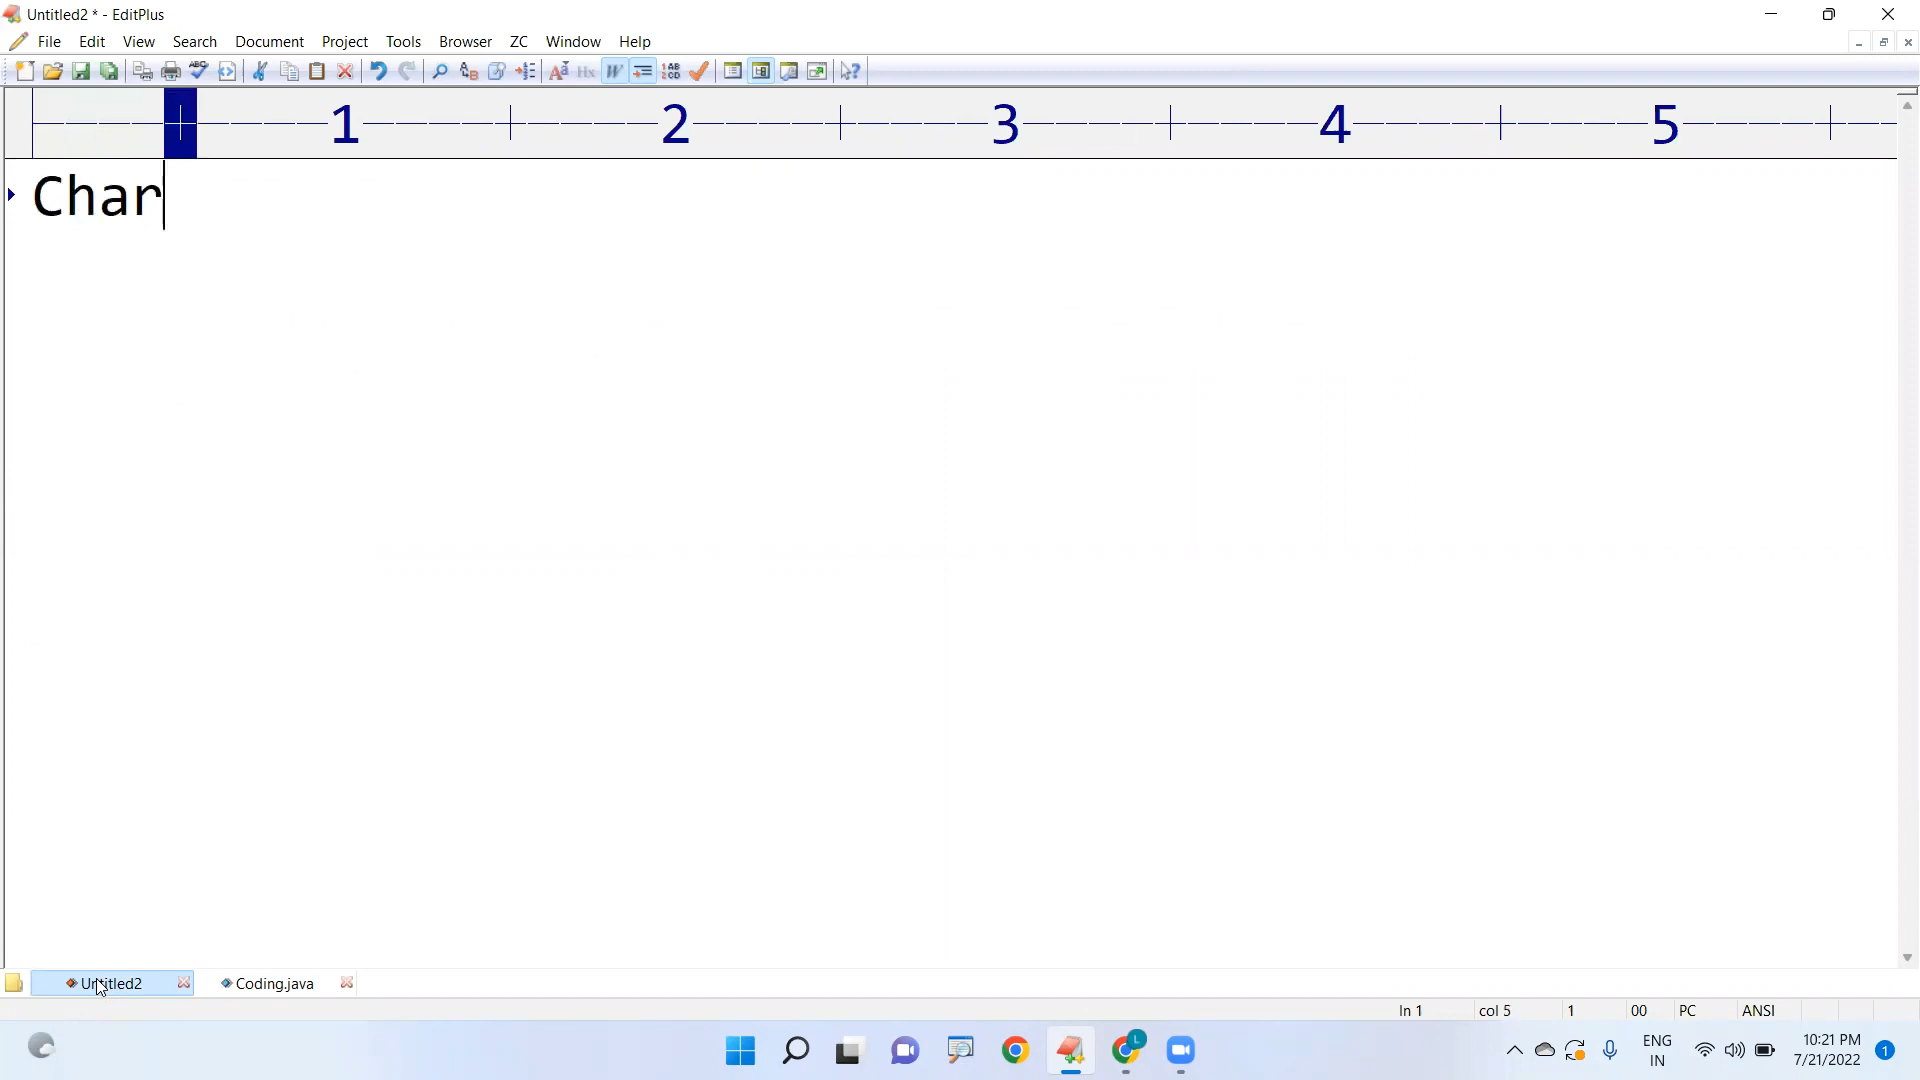 Untitled2 * - EditPlus
File Edit View Search Document Project Tools Browser ZC Window Help
1 2 3 4 5
Char
Untitled2 Coding.java
ln 1 col 5 1 00 PC ANSI
L
ENG
IN
10:21 PM
7/21/2022
1